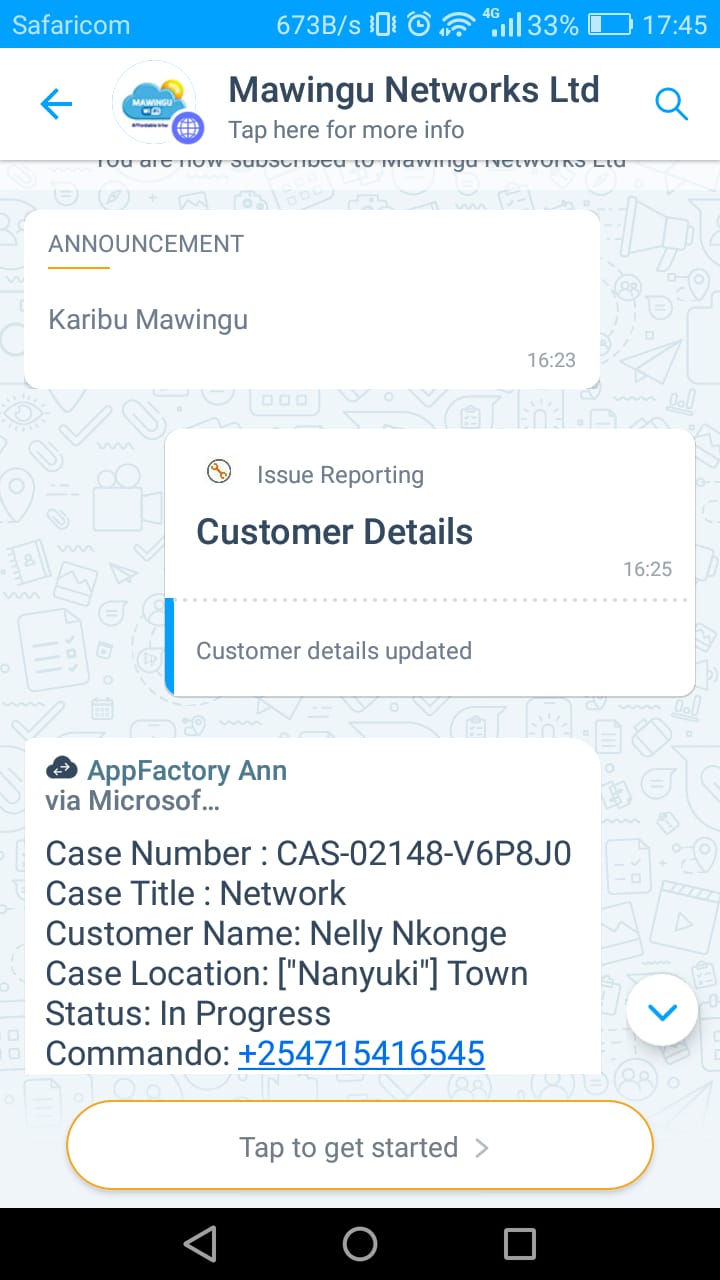 Safaricom 673B/s 4G 33% 17:45
Mawingu Networks Ltd
Tap here for more info
You are now subscribed to Mawingu Networks Ltd
ANNOUNCEMENT
Karibu Mawingu
16:23
Issue Reporting
Customer Details
16:25
Customer details updated
AppFactory Ann
via Microsof...
Case Number : CAS-02148-V6P8J0
Case Title : Network
Customer Name: Nelly Nkonge
Case Location: ["Nanyuki"] Town
Status: In Progress
Commando: +254715416545
Tap to get started